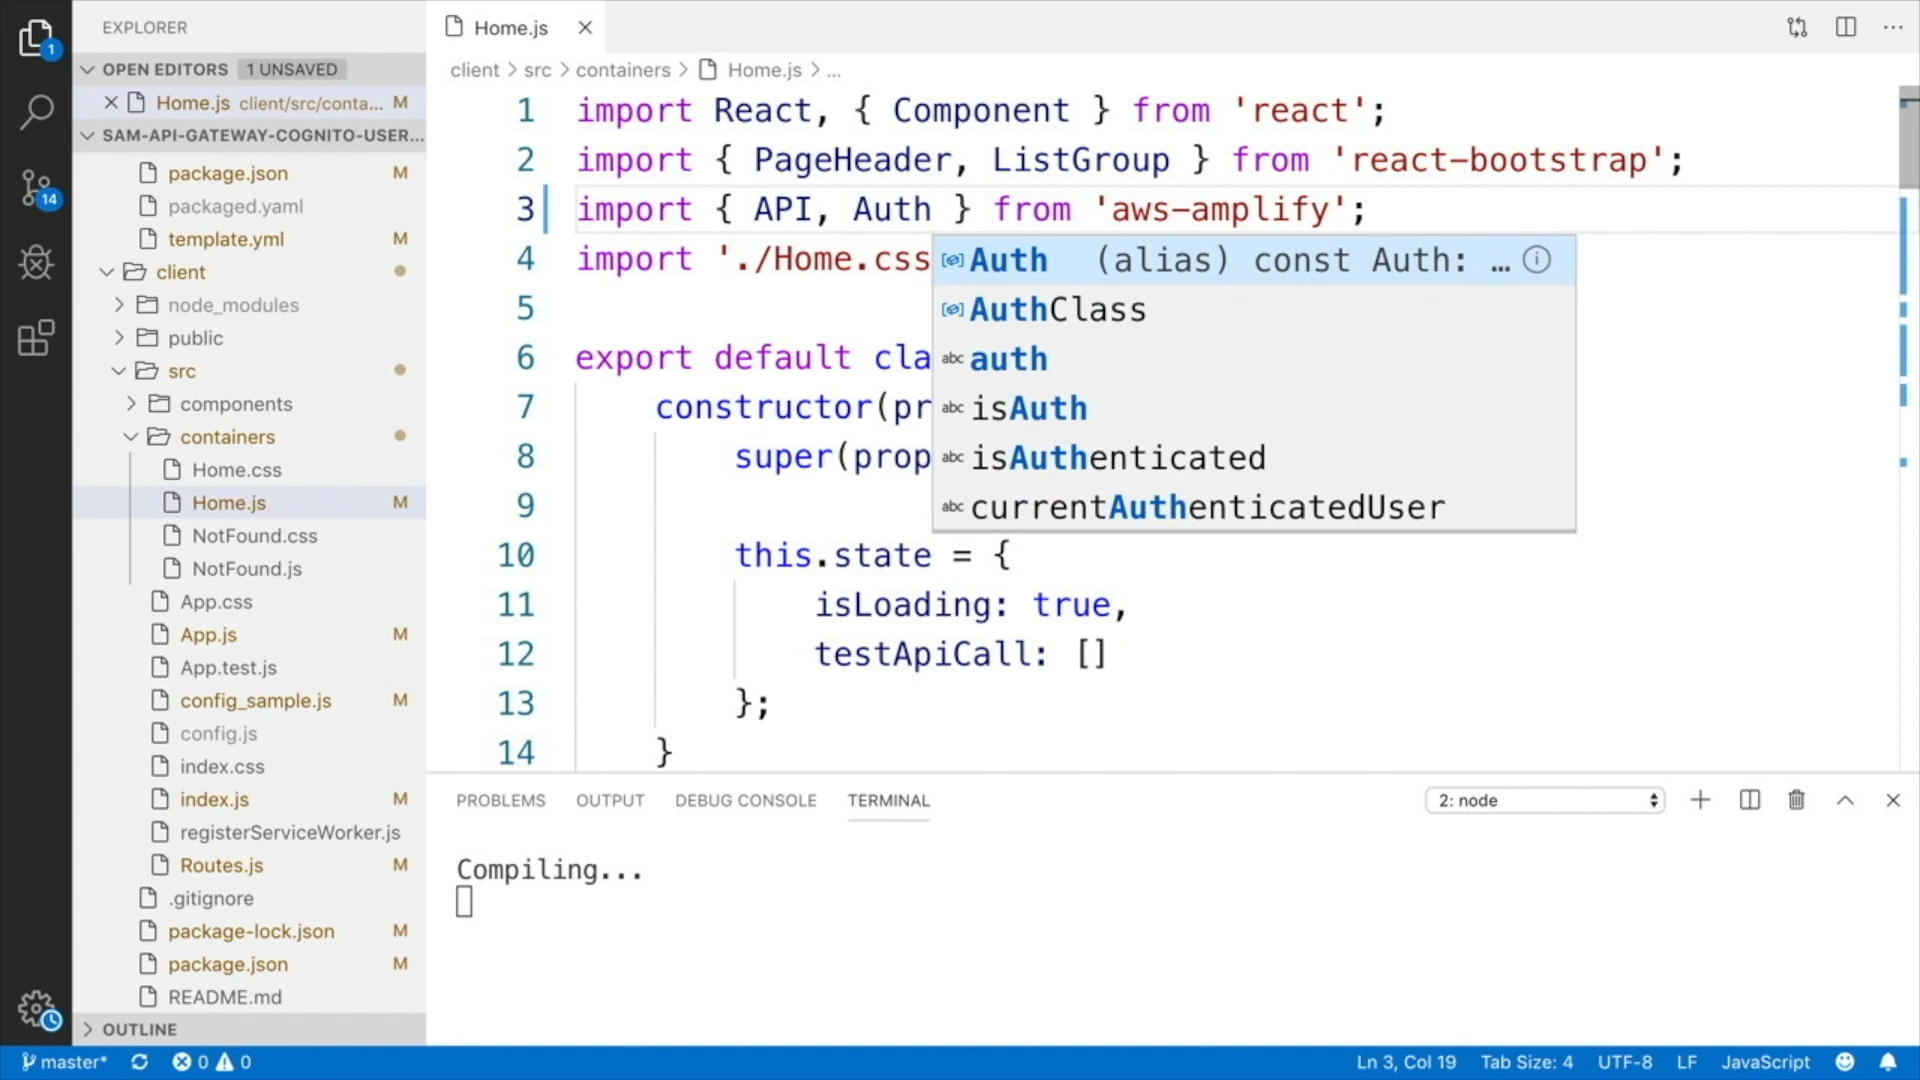 1
14
EXPLORER
OPEN EDITORS 1 UNSAVED
Home.js client/src/conta... M
SAM-API-GATEWAY-COGNITO-USER...
package.json M
packaged.yaml
template.yml M
client
node_modules
public
src
components
containers
Home.css
Home.js M
NotFound.css
NotFound.js
App.css
App.js M
App.test.js
config_sample.js M
config.js
index.css
index.js M
registerServiceWorker.js
Routes.js M
.gitignore
package-lock.json M
package.json M
README.md
OUTLINE
Home.js
client > src > containers > Home.js > ...
1 import React, { Component } from 'react';
2 import { PageHeader, ListGroup } from 'react-bootstrap';
3 import { API, Auth } from 'aws-amplify';
4 import './Home.css
5
6 export default cla
7 constructor(pr
8 super(prop
9
10 this.state = {
11 isLoading: true,
12 testApiCall: []
13 };
14 }
Auth (alias) const Auth: ...
AuthClass
abc auth
abc isAuth
abc isAuthenticated
abc currentAuthenticatedUser
PROBLEMS OUTPUT DEBUG CONSOLE TERMINAL 2: node
Compiling...
master* 0 0 Ln 3, Col 19 Tab Size: 4 UTF-8 LF JavaScript